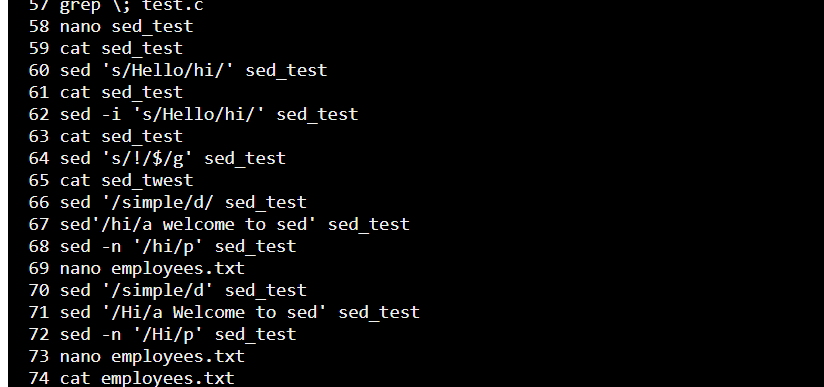 57 grep \; test.c
58 nano sed_test
59 cat sed_test
60 sed 's/Hello/hi/' sed_test
61 cat sed_test
62 sed -i 's/Hello/hi/' sed_test
63 cat sed_test
64 sed 's/!/$/g' sed_test
65 cat sed_twest
66 sed '/simple/d/ sed_test
67 sed'/hi/a welcome to sed' sed_test
68 sed -n '/hi/p' sed_test
69 nano employees.txt
70 sed '/simple/d' sed_test
71 sed '/Hi/a Welcome to sed' sed_test
72 sed -n '/Hi/p' sed_test
73 nano employees.txt
74 cat employees.txt